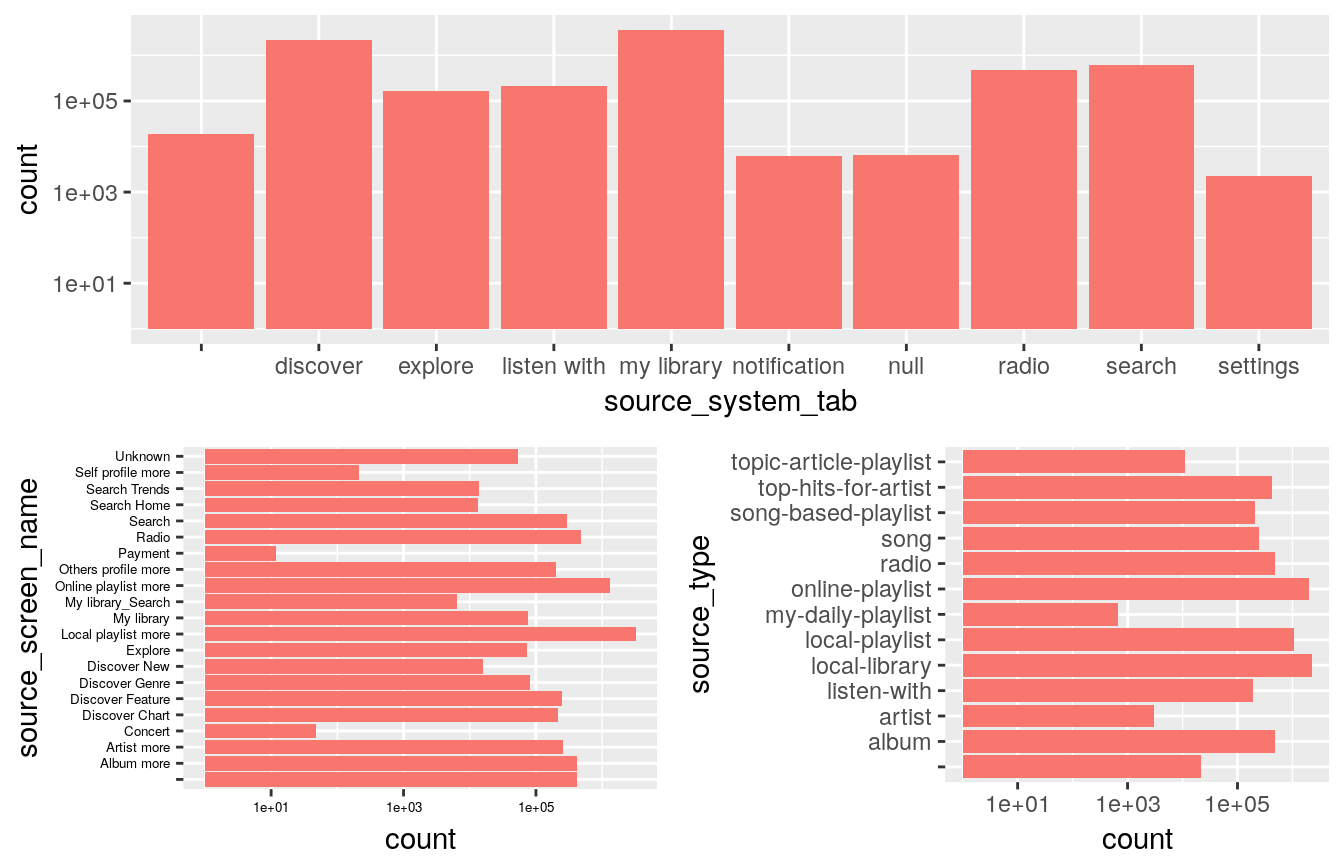 count
1e+05
1e+03
1e+01
discover explore listen with my library notification null radio search settings
source_system_tab
source_screen_name
Unknown
Self profile more
Search Trends
Search Home
Search
Radio
Payment
Others profile more
Online playlist more
My library_Search
My library
Local playlist more
Explore
Discover New
Discover Genre
Discover Feature
Discover Chart
Concert
Artist more
Album more
1e+01 1e+03 1e+05
count
source_type
topic-article-playlist
top-hits-for-artist
song-based-playlist
song
radio
online-playlist
my-daily-playlist
local-playlist
local-library
listen-with
artist
album
1e+01 1e+03 1e+05
count